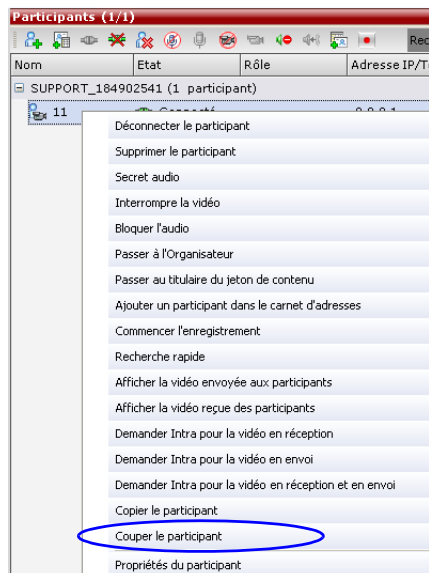 Participants (1/1)
Rec
Nom Etat Rôle Adresse IP/T
SUPPORT_184902541 (1 participant)
11
Déconnecter le participant
Supprimer le participant
Secret audio
Interrompre la vidéo
Bloquer l'audio
Passer à l'Organisateur
Passer au titulaire du jeton de contenu
Ajouter un participant dans le carnet d'adresses
Commencer l'enregistrement
Recherche rapide
Afficher la vidéo envoyée aux participants
Afficher la vidéo reçue des participants
Demander Intra pour la vidéo en réception
Demander Intra pour la vidéo en envoi
Demander Intra pour la vidéo en réception et en envoi
Copier le participant
Couper le participant
Propriétés du participant